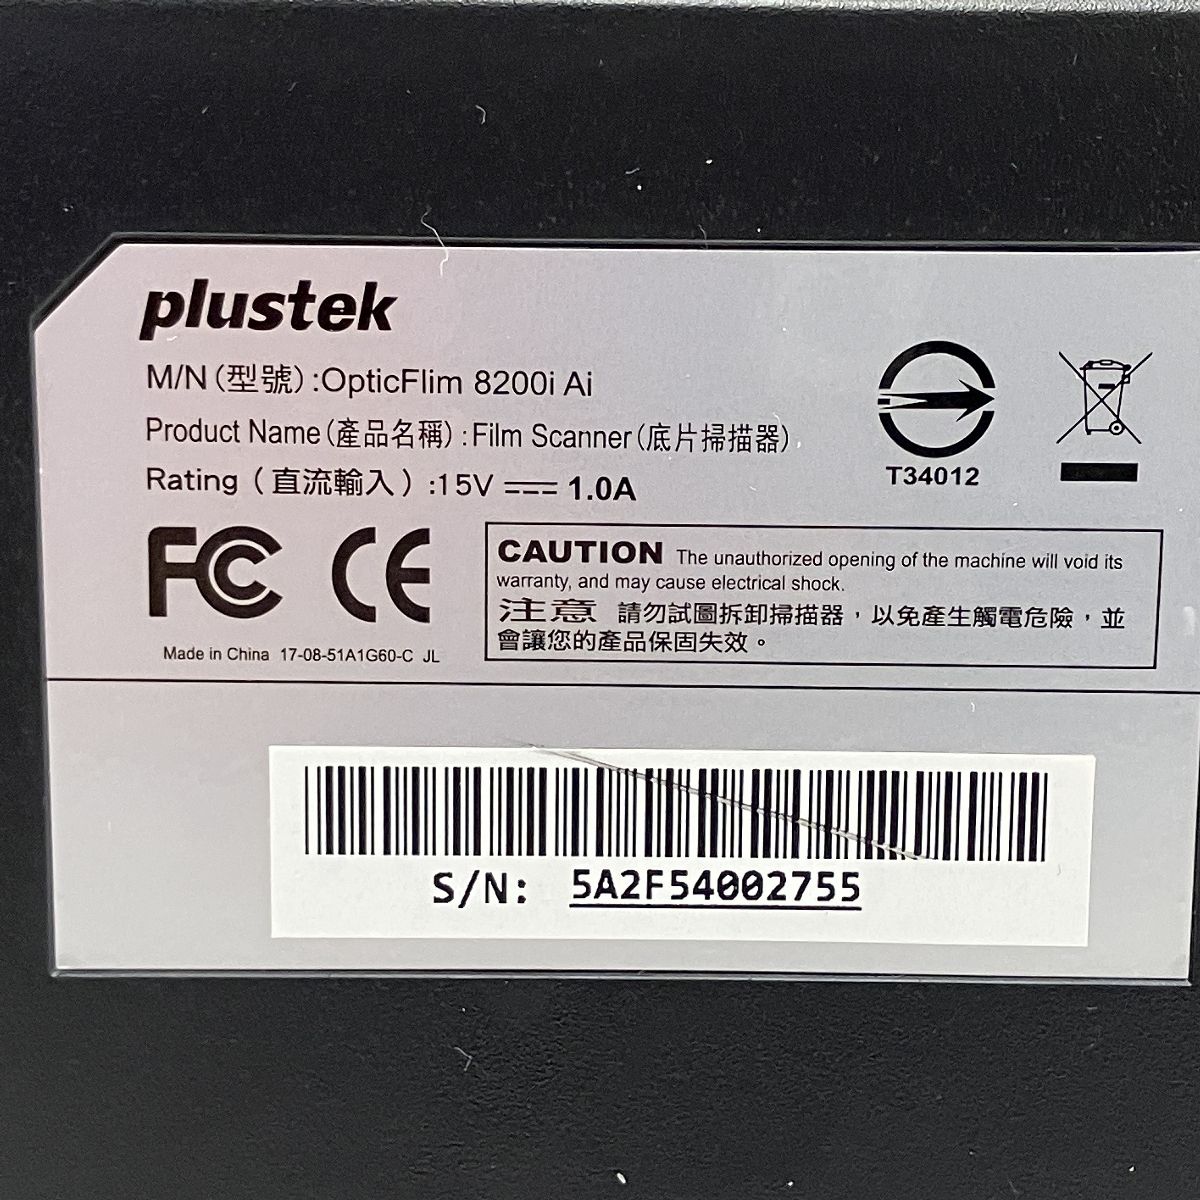 plustek
M/N(型號):OpticFlim 8200i Ai
Product Name(產品名稱):Film Scanner(底片掃描器)
Rating (直流輸入) :15V ⎓ 1.0A
T34012
FC CE
Made in China 17-08-51A1G60-C JL
CAUTION The unauthorized opening of the machine will void its
warranty, and may cause electrical shock.
注意 請勿試圖拆卸掃描器，以免產生觸電危險，並
會讓您的產品保固失效。
S/N: 5A2F54002755